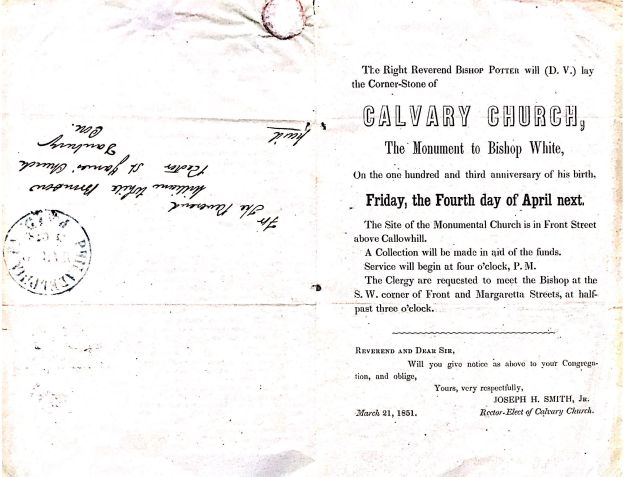 The Right Reverend BISHOP POTTER will (D. V.) lay
the Corner-Stone of
CALVARY CHURCH,
The Monument to Bishop White,
On the one hundred and third anniversary of his birth,
Friday, the Fourth day of April next.
The Site of the Monumental Church is in Front Street
above Callowhill.
A Collection will be made in aid of the funds.
Service will begin at four o'clock, P. M.
The Clergy are requested to meet the Bishop at the
S. W. corner of Front and Margaretta Streets, at half-
past three o'clock.
REVEREND AND DEAR SIR,
Will you give notice as above to your Congrega-
tion, and oblige,
Yours, very respectfully,
JOSEPH H. SMITH, JR.
March 21, 1851. Rector-Elect of Calvary Church.
For
The Reverend
William White Bronson
Rector St James' Church
Danbury
Con.
Paid
PHILADELPHIA